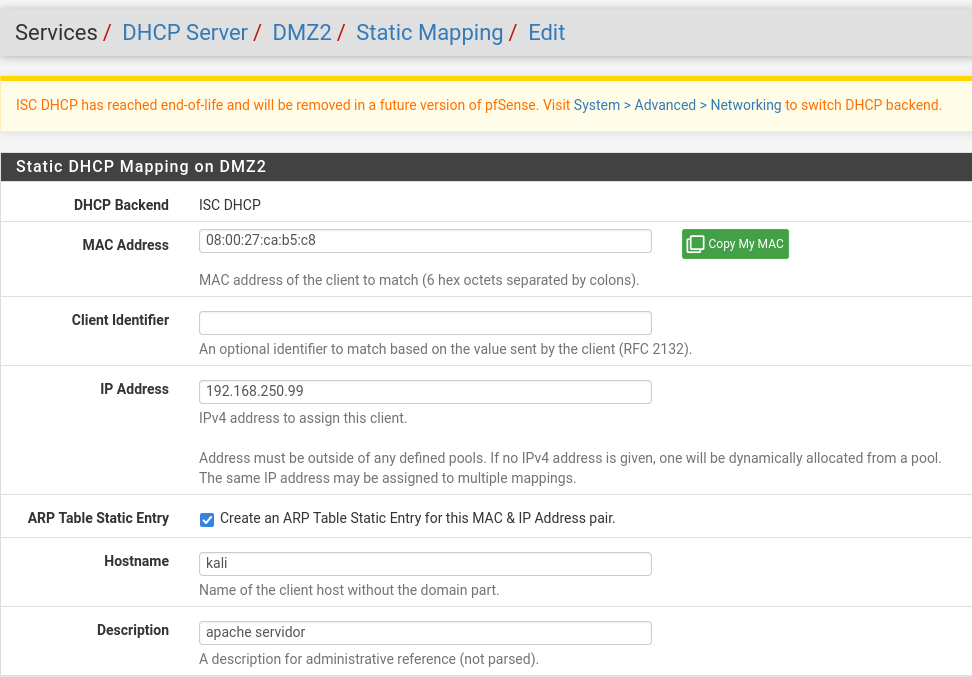 Services / DHCP Server / DMZ2 / Static Mapping / Edit
ISC DHCP has reached end-of-life and will be removed in a future version of pfSense. Visit System > Advanced > Networking to switch DHCP backend.
Static DHCP Mapping on DMZ2
DHCP Backend ISC DHCP
MAC Address 08:00:27:ca:b5:c8 Copy My MAC
MAC address of the client to match (6 hex octets separated by colons).
Client Identifier
An optional identifier to match based on the value sent by the client (RFC 2132).
IP Address 192.168.250.99
IPv4 address to assign this client.
Address must be outside of any defined pools. If no IPv4 address is given, one will be dynamically allocated from a pool.
The same IP address may be assigned to multiple mappings.
ARP Table Static Entry Create an ARP Table Static Entry for this MAC & IP Address pair.
Hostname kali
Name of the client host without the domain part.
Description apache servidor
A description for administrative reference (not parsed).